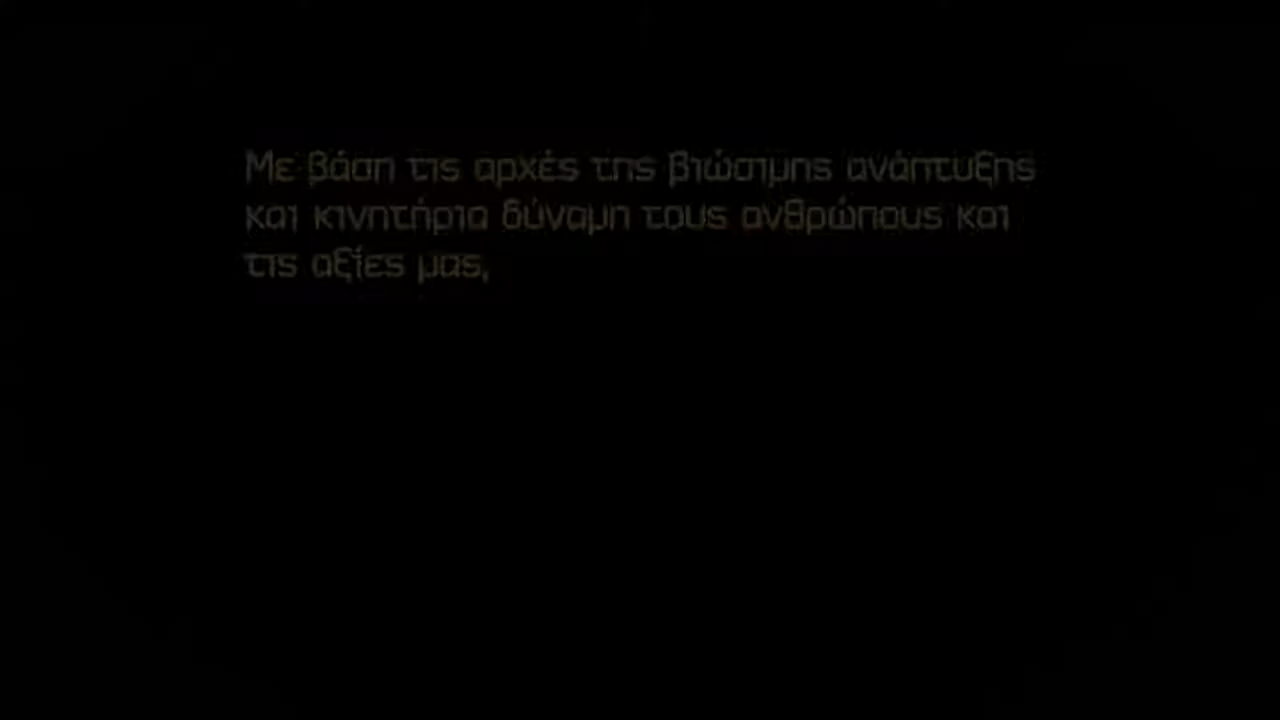 Με βάση τις αρχές της βιώσιμης ανάπτυξης
και κινητήρια δύναμη τους ανθρώπους και
τις αξίες μας,